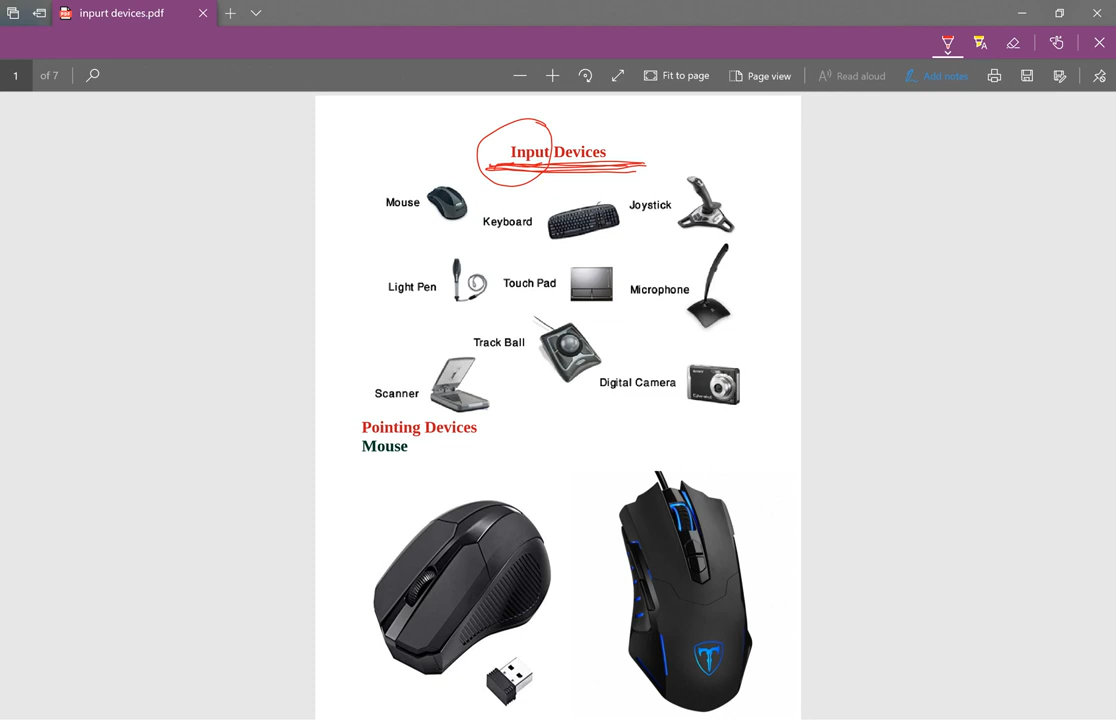 inpurt devices.pdf
1 of 7 Fit to page Page view Read aloud Add notes
Input Devices
Mouse
Keyboard
Joystick
Light Pen
Touch Pad
Microphone
Track Ball
Scanner
Digital Camera
Pointing Devices
Mouse